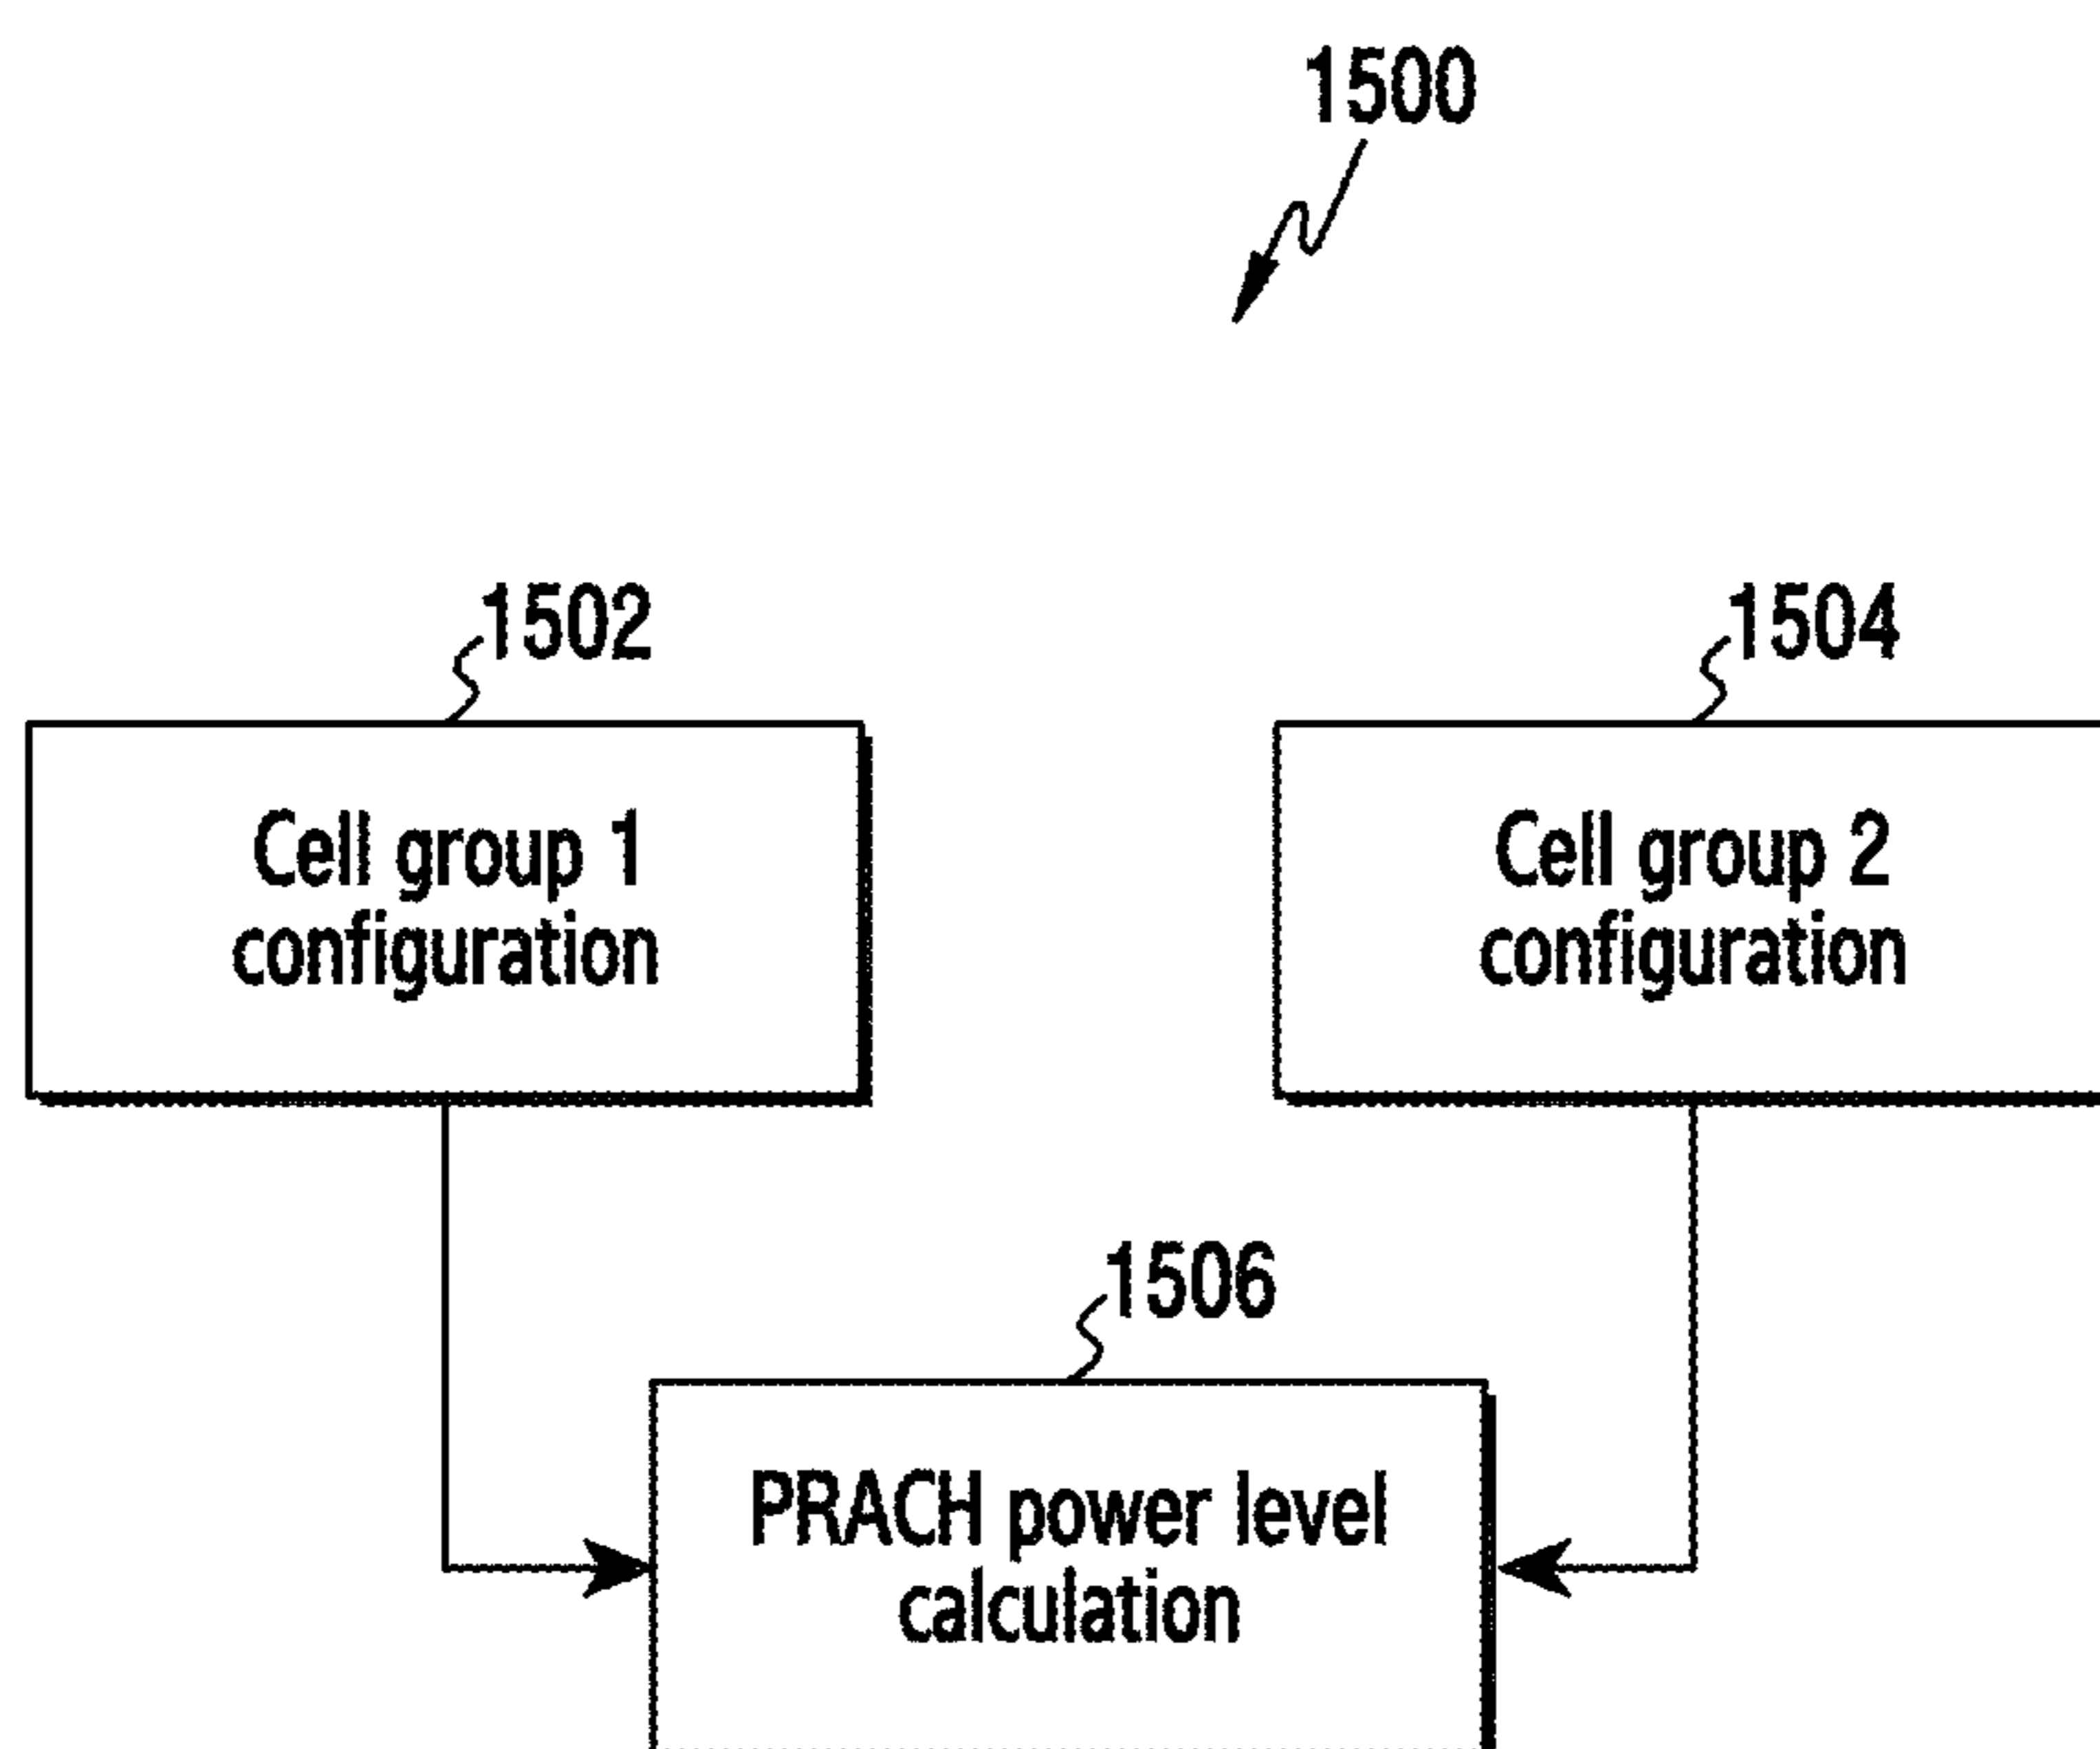 1500
1502
1504
Cell group 1
configuration
Cell group 2
configuration
1506
PRACH power level
calculation